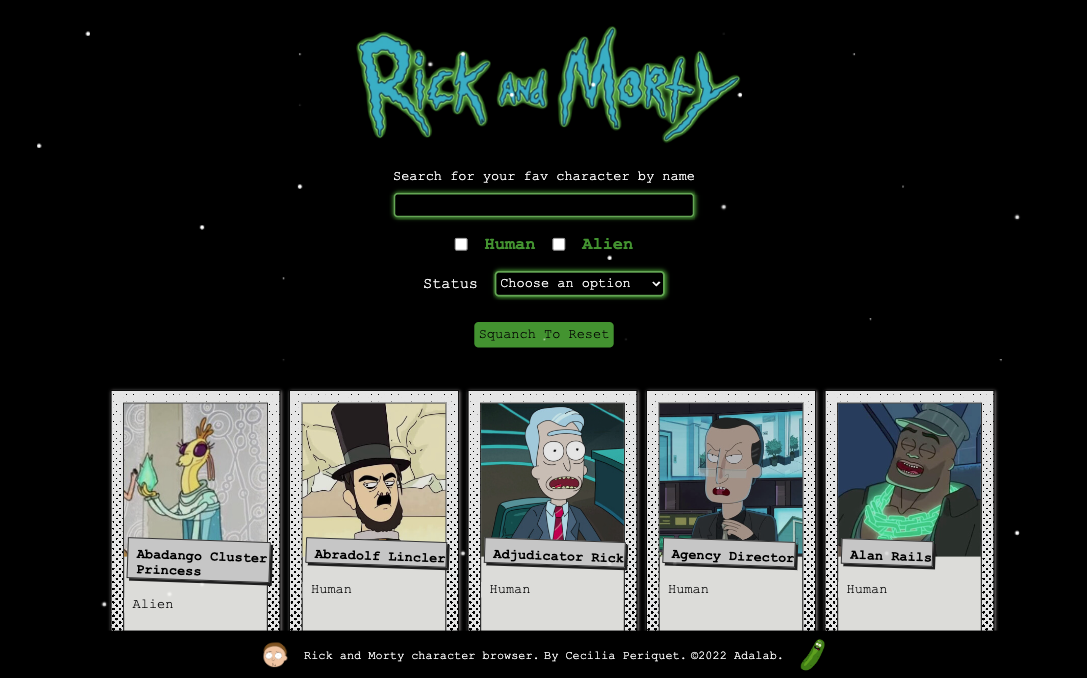 Rick and Morty
Search for your fav character by name
Human Alien
Status Choose an option
Squanch To Reset
Abadango Cluster
Princess
Alien
Abradolf Lincler
Human
Adjudicator Rick
Human
Agency Director
Human
Alan Rails
Human
Rick and Morty character browser. By Cecilia Periquet. ©2022 Adalab.